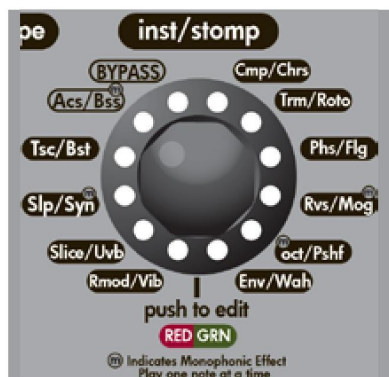 pe inst/stomp
BYPASS Cmp/Chrs
Acs/Bss m Trm/Roto
Tsc/Bst Phs/Flg
Slp/Syn m Rvs/Mog m
Slice/Uvb m oct/Pshf
Rmod/Vib Env/Wah
push to edit
RED GRN
m Indicates Monophonic Effect
Play one note at a time